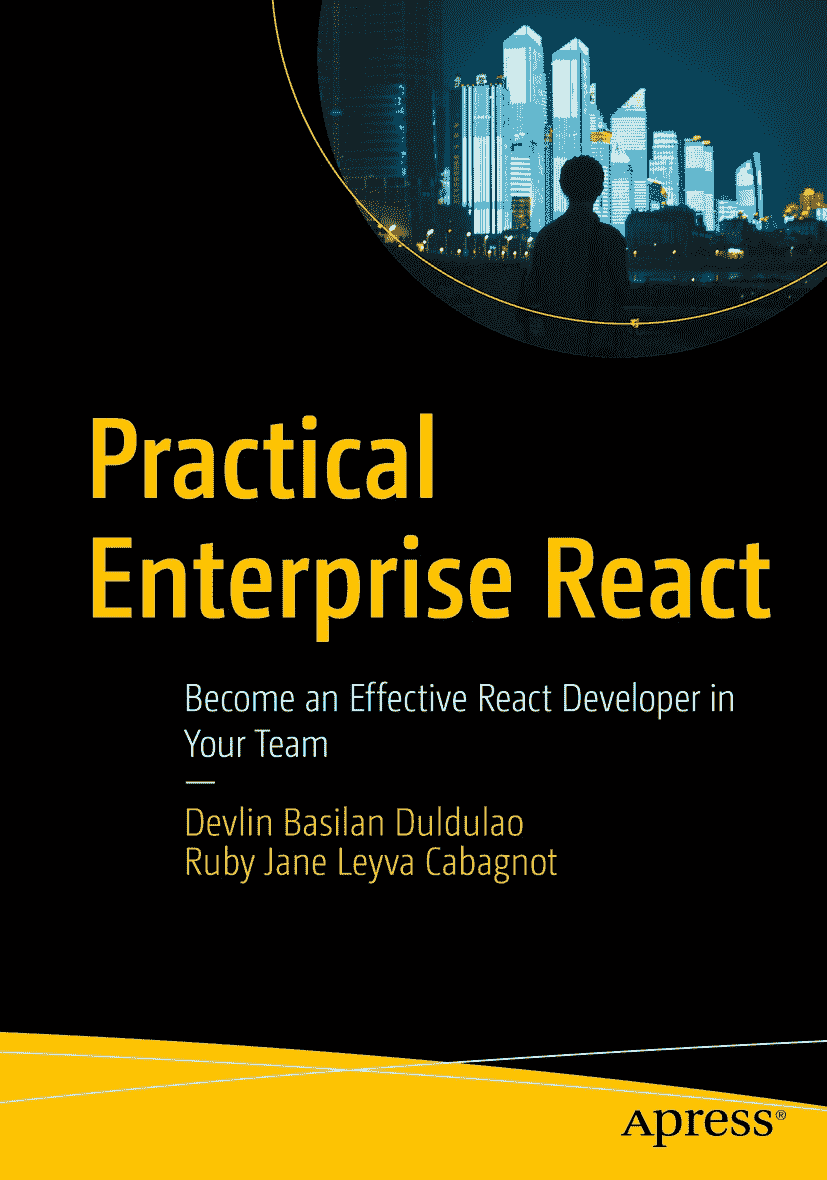 Practical
Enterprise React
Become an Effective React Developer in
Your Team
Devlin Basilan Duldulao
Ruby Jane Leyva Cabagnot
Apress®